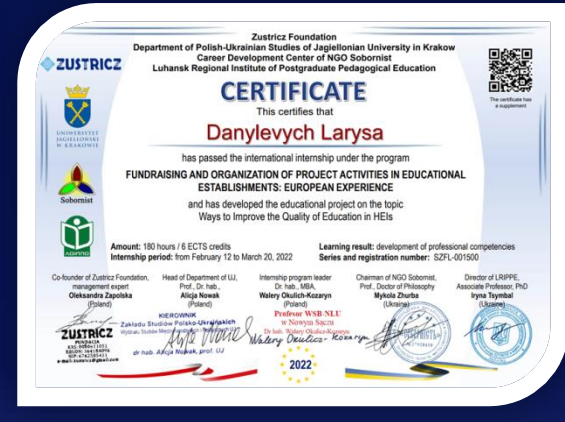 Zustricz Foundation
Department of Polish-Ukrainian Studies of Jagiellonian University in Krakow
Career Development Center of NGO Sobornist
Luhansk Regional Institute of Postgraduate Pedagogical Education
ZUSTRICZ
CERTIFICATE
The certificate has
a supplement
This certifies that
Danylevych Larysa
UNIWERSYTET
JAGIELLOŃSKI
W KRAKOWIE
has passed the international internship under the program
FUNDRAISING AND ORGANIZATION OF PROJECT ACTIVITIES IN EDUCATIONAL
ESTABLISHMENTS: EUROPEAN EXPERIENCE
Sobornist
and has developed the educational project on the topic
Ways to Improve the Quality of Education in HEIs
Amount: 180 hours / 6 ECTS credits
Internship period: from February 12 to March 20, 2022
Learning result: development of professional competencies
Series and registration number: SZFL-001500
Co-founder of Zustricz Foundation,
management expert
Oleksandra Zapolska
(Poland)
Head of Department of UJ,
Prof., Dr. hab.,
Alicja Nowak
(Poland)
Internship program leader
Dr. hab., MBA,
Walery Okulich-Kozaryn
(Poland)
Chairman of NGO Sobornist,
Prof., Doctor of Philosophy
Mykola Zhurba
(Ukraine)
Director of LRIPPE,
Associate Professor, PhD
Iryna Tsymbal
(Ukraine)
ZUSTRICZ
FUNDACJA
KIEROWNIK
Zakładu Studiów Polsko-Ukraińskich
dr hab. Alicja Nowak, prof. UJ
Profesor WSB-NLU
w Nowym Sączu
Dr hab. Walery Okulicz-Kozaryn
Walery Okulicz-Kozaryn
2022